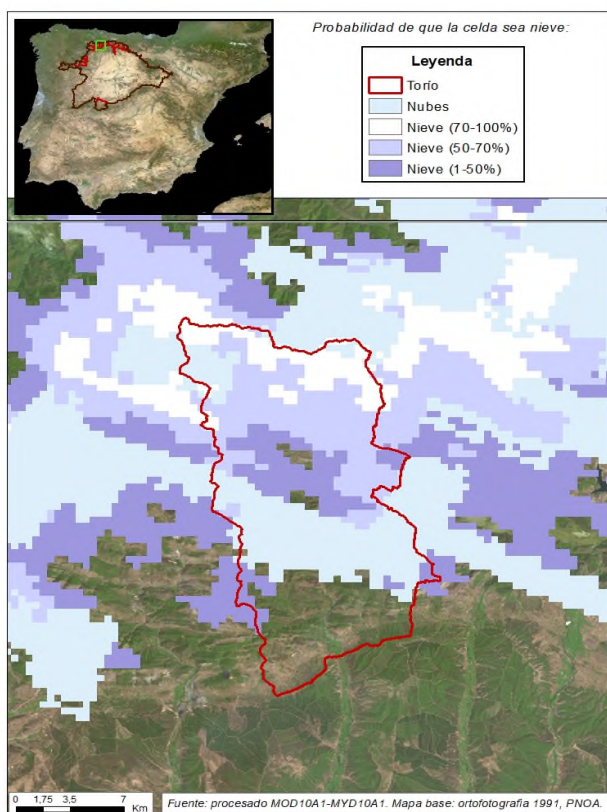 Probabilidad de que la celda sea nieve:
Leyenda
Torío
Nubes
Nieve (70-100%)
Nieve (50-70%)
Nieve (1-50%)
0 1,75 3,5 7
Km
Fuente: procesado MOD10A1-MYD10A1. Mapa base: ortofotografía 1991, PNOA